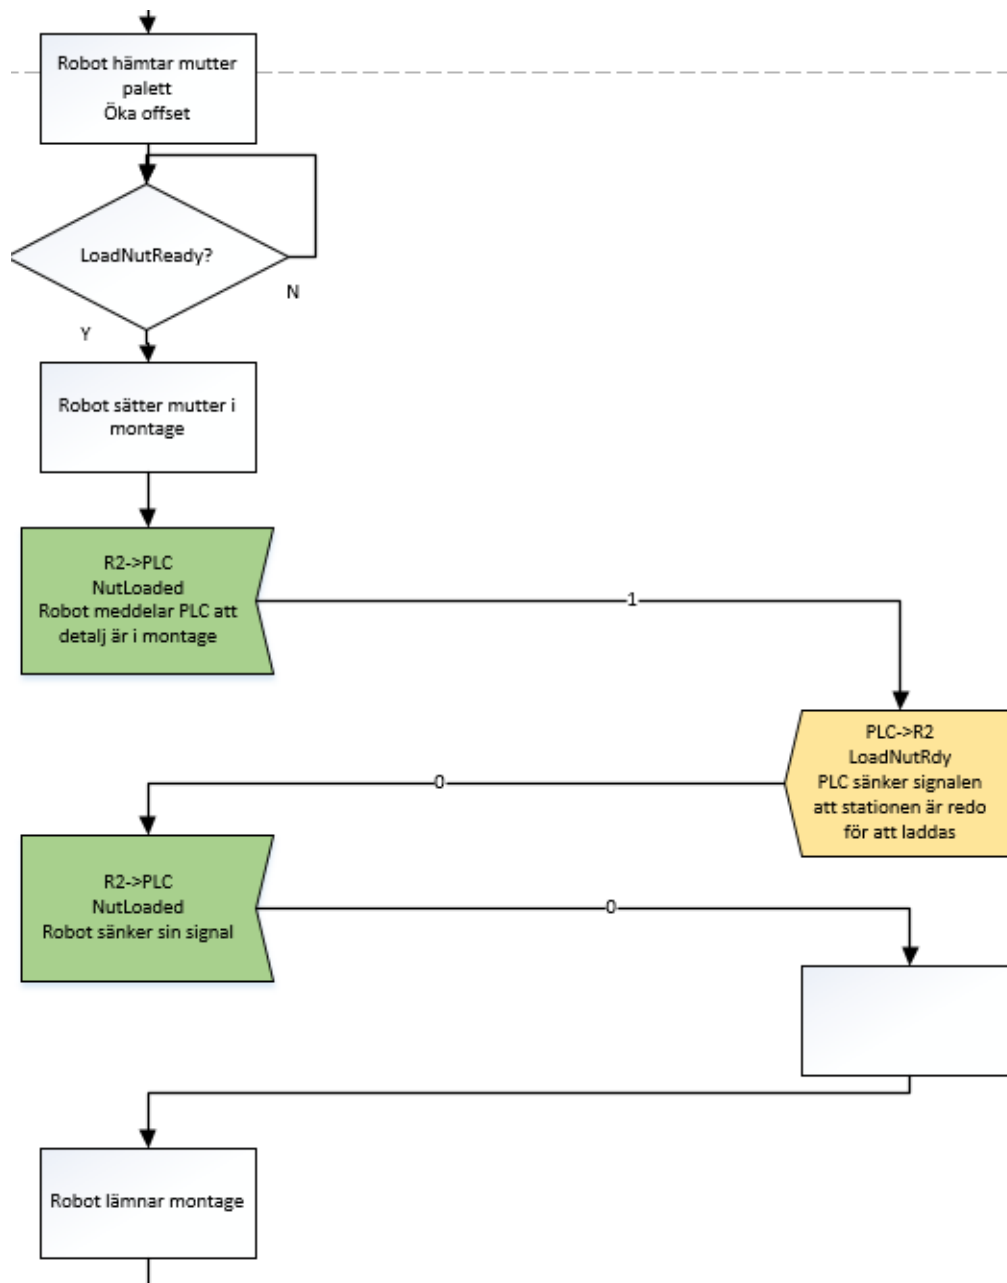 Robot hämtar mutter
palett
Öka offset
LoadNutReady?
N
Y
Robot sätter mutter i
montage
R2->PLC
NutLoaded
Robot meddelar PLC att
detalj är i montage
1
PLC->R2
LoadNutRdy
PLC sänker signalen
att stationen är redo
för att laddas
0
R2->PLC
NutLoaded
Robot sänker sin signal
0
Robot lämnar montage